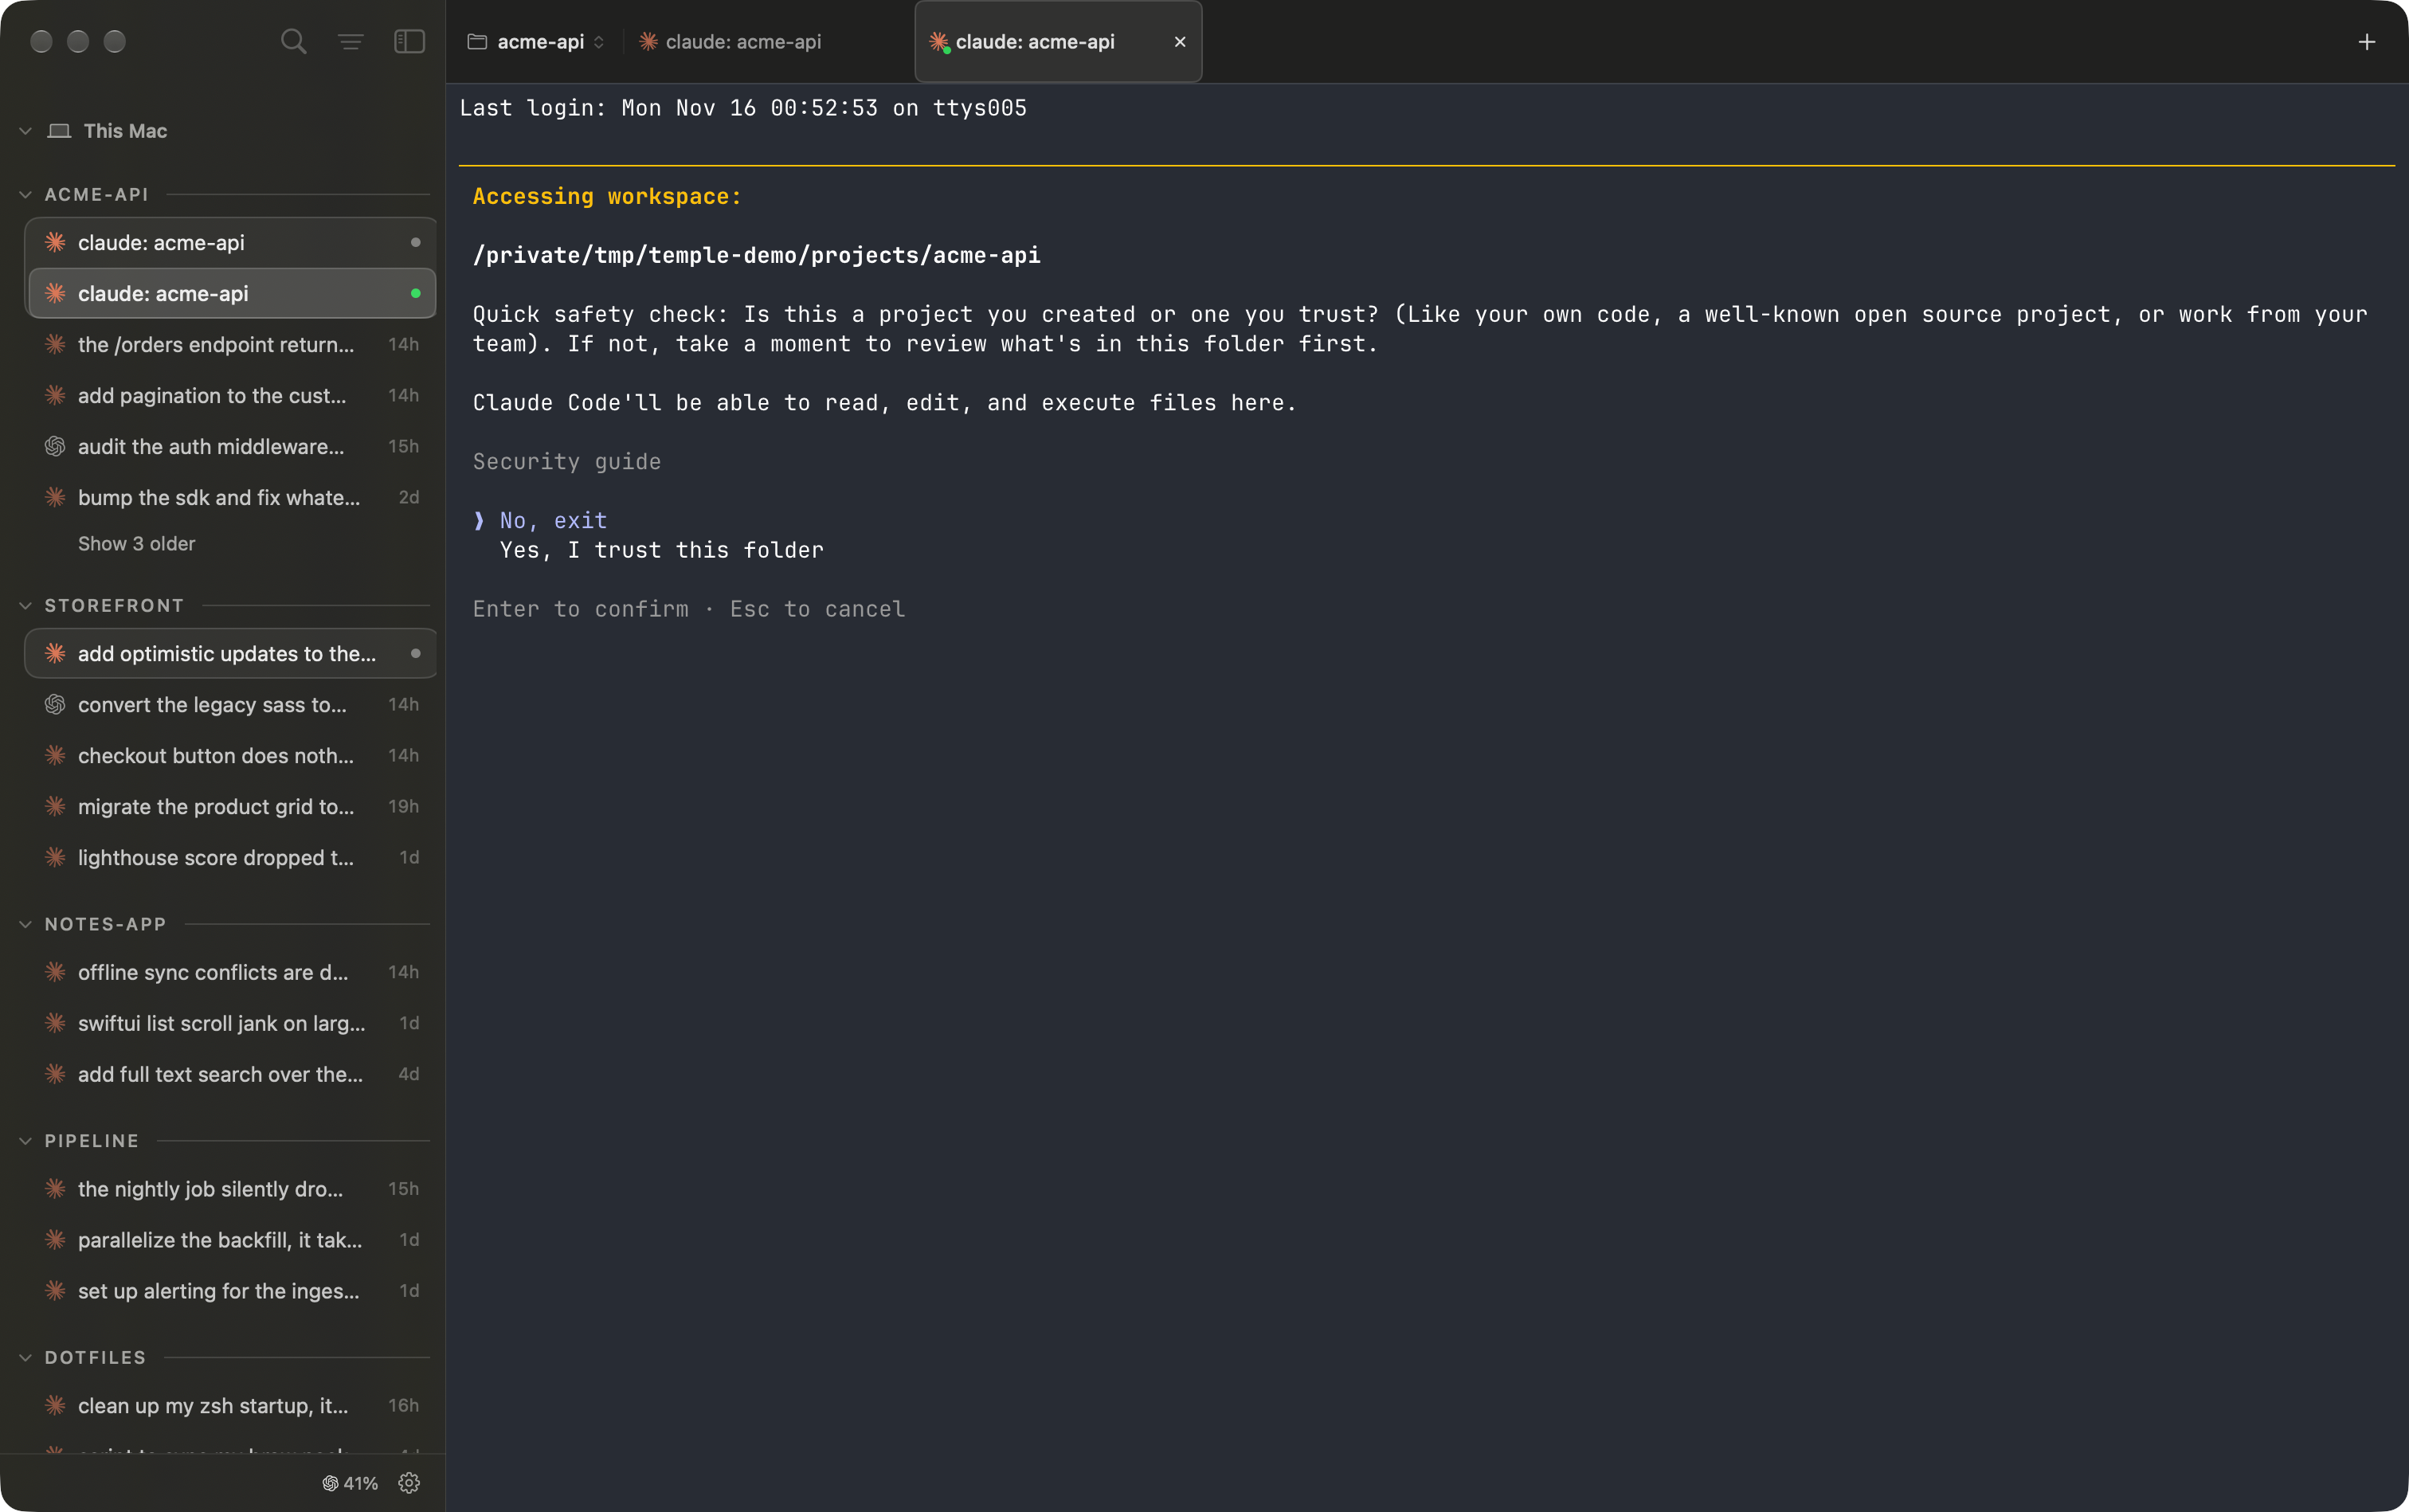 acme-api
claude: acme-api
claude: acme-api
This Mac
ACME-API
claude: acme-api
claude: acme-api
the /orders endpoint return... 14h
add pagination to the cust... 14h
audit the auth middleware... 15h
bump the sdk and fix whate... 2d
Show 3 older
STOREFRONT
add optimistic updates to the...
convert the legacy sass to... 14h
checkout button does noth... 14h
migrate the product grid to... 19h
lighthouse score dropped t... 1d
NOTES-APP
offline sync conflicts are d... 14h
swiftui list scroll jank on larg... 1d
add full text search over the... 4d
PIPELINE
the nightly job silently dro... 15h
parallelize the backfill, it tak... 1d
set up alerting for the inges... 1d
DOTFILES
clean up my zsh startup, it... 16h
41%
Last login: Mon Nov 16 00:52:53 on ttys005
Accessing workspace:
/private/tmp/temple-demo/projects/acme-api
Quick safety check: Is this a project you created or one you trust? (Like your own code, a well-known open source project, or work from your
team). If not, take a moment to review what's in this folder first.
Claude Code'll be able to read, edit, and execute files here.
Security guide
❯ No, exit
Yes, I trust this folder
Enter to confirm · Esc to cancel